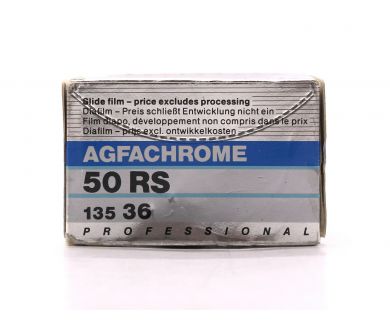 Slide film – price excludes processing
Diafilm – Preis schließt Entwicklung nicht ein
Film diapo, développement non compris dans le prix
Diafilm – prijs excl. ontwikkelkosten
AGFACHROME
50 RS
135 36
PROFESSIONAL